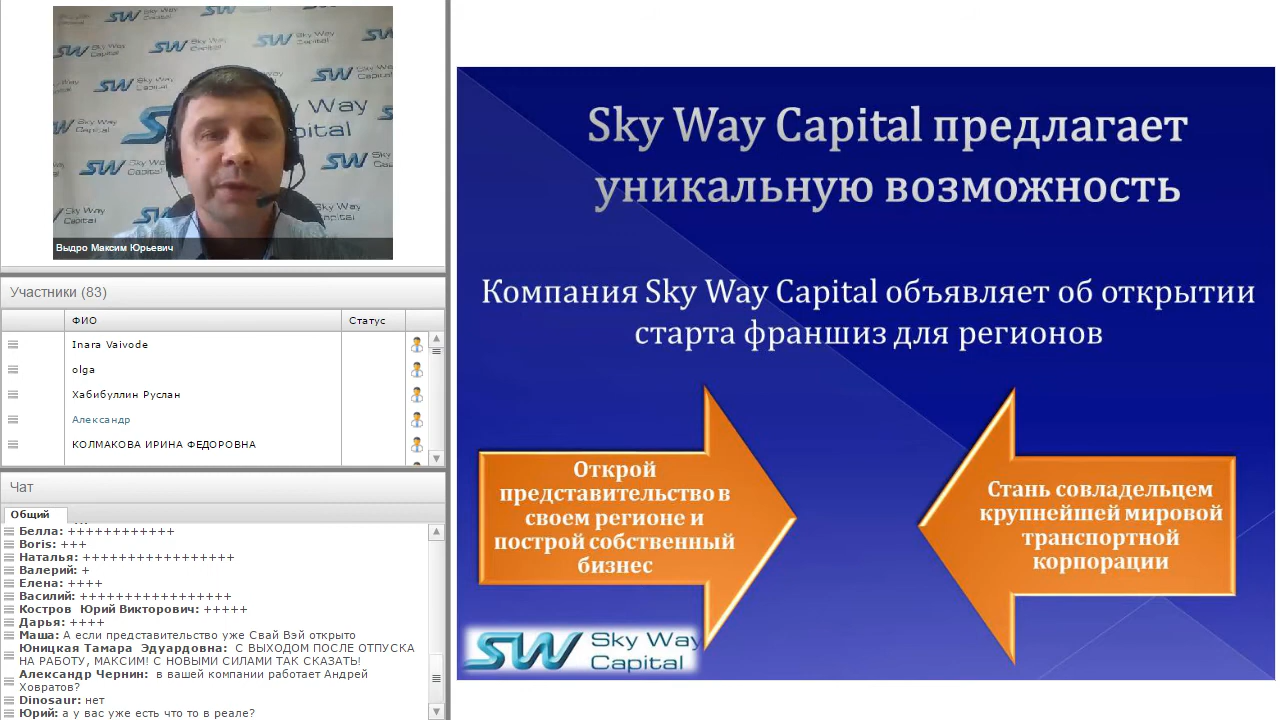 SW Sky Way Capital
Выдро Максим Юрьевич
Участники (83)
ФИО
Статус
Inara Vaivode
olga
Хабибуллин Руслан
Александр
КОЛМАКОВА ИРИНА ФЕДОРОВНА
Чат
Общий
Белла: ++++++++++++
Boris: +++
Наталья: +++++++++++++++++
Валерий: +
Елена: ++++
Василий: +++++++++++++++++
Костров Юрий Викторович: +++++
Дарья: ++++
Маша: А если представительство уже Свай Вэй открыто
Юницкая Тамара Эдуардовна: С ВЫХОДОМ ПОСЛЕ ОТПУСКА
НА РАБОТУ, МАКСИМ! С НОВЫМИ СИЛАМИ ТАК СКАЗАТЬ!
Александр Чернин: в вашей компании работает Андрей
Ховратов?
Dinosaur: нет
Юрий: а у вас уже есть что то в реале?
Sky Way Capital предлагает
уникальную возможность
Компания Sky Way Capital объявляет об открытии
старта франшиз для регионов
Открой
представительство в
своем регионе и
построй собственный
бизнес
Стань совладельцем
крупнейшей мировой
транспортной
корпорации
SW Sky Way
Capital